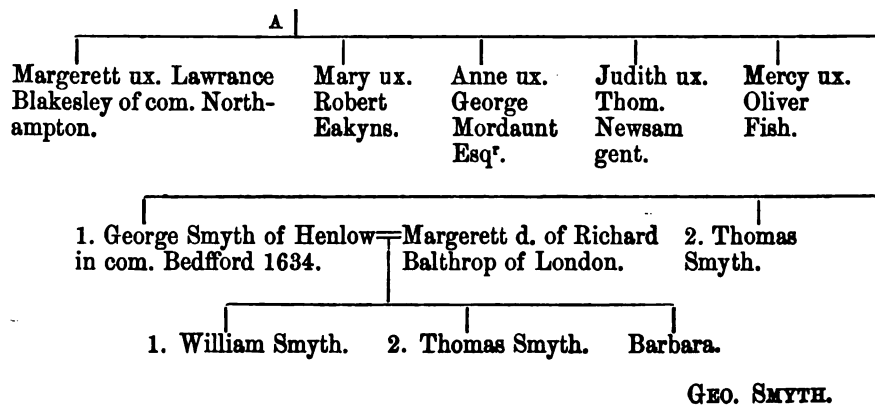 A
Margerett ux. Lawrance
Blakesley of com. North-
ampton.
Mary ux.
Robert
Eakyns.
Anne ux.
George
Mordaunt
Esqr.
Judith ux.
Thom.
Newsam
gent.
Mercy ux.
Oliver
Fish.
1. George Smyth of Henlow=Margerett d. of Richard
in com. Bedfford 1634. Balthrop of London.
2. Thomas
Smyth.
1. William Smyth. 2. Thomas Smyth. Barbara.
GEO. SMYTH.